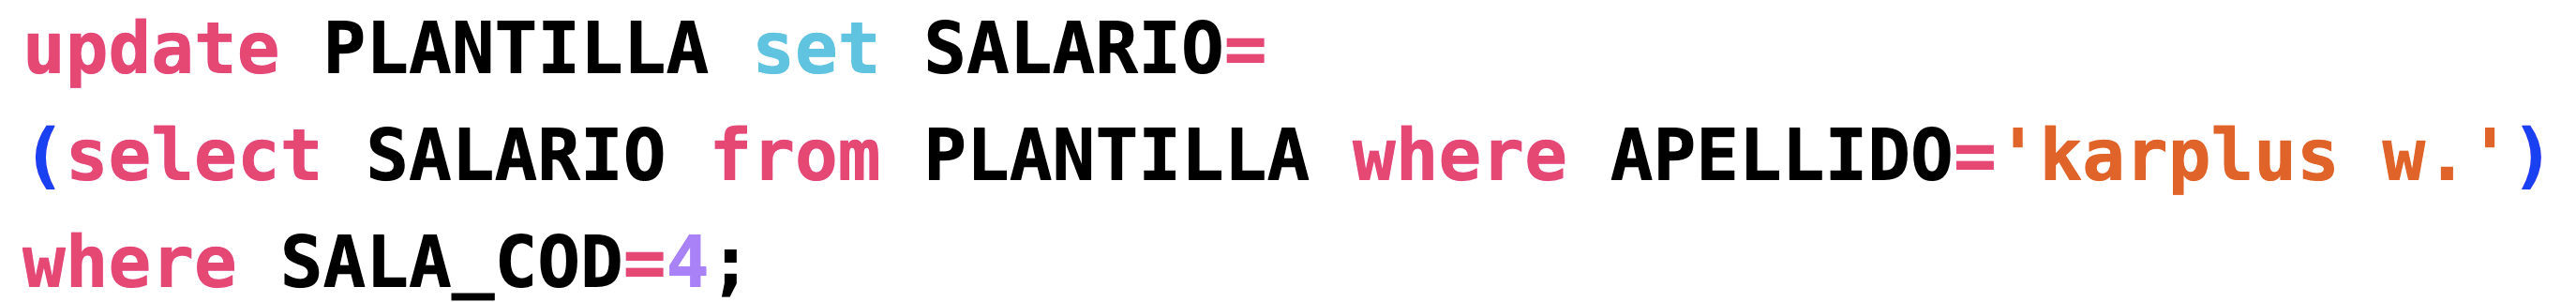 update PLANTILLA set SALARIO=
(select SALARIO from PLANTILLA where APELLIDO='karplus w.')
where SALA_COD=4;